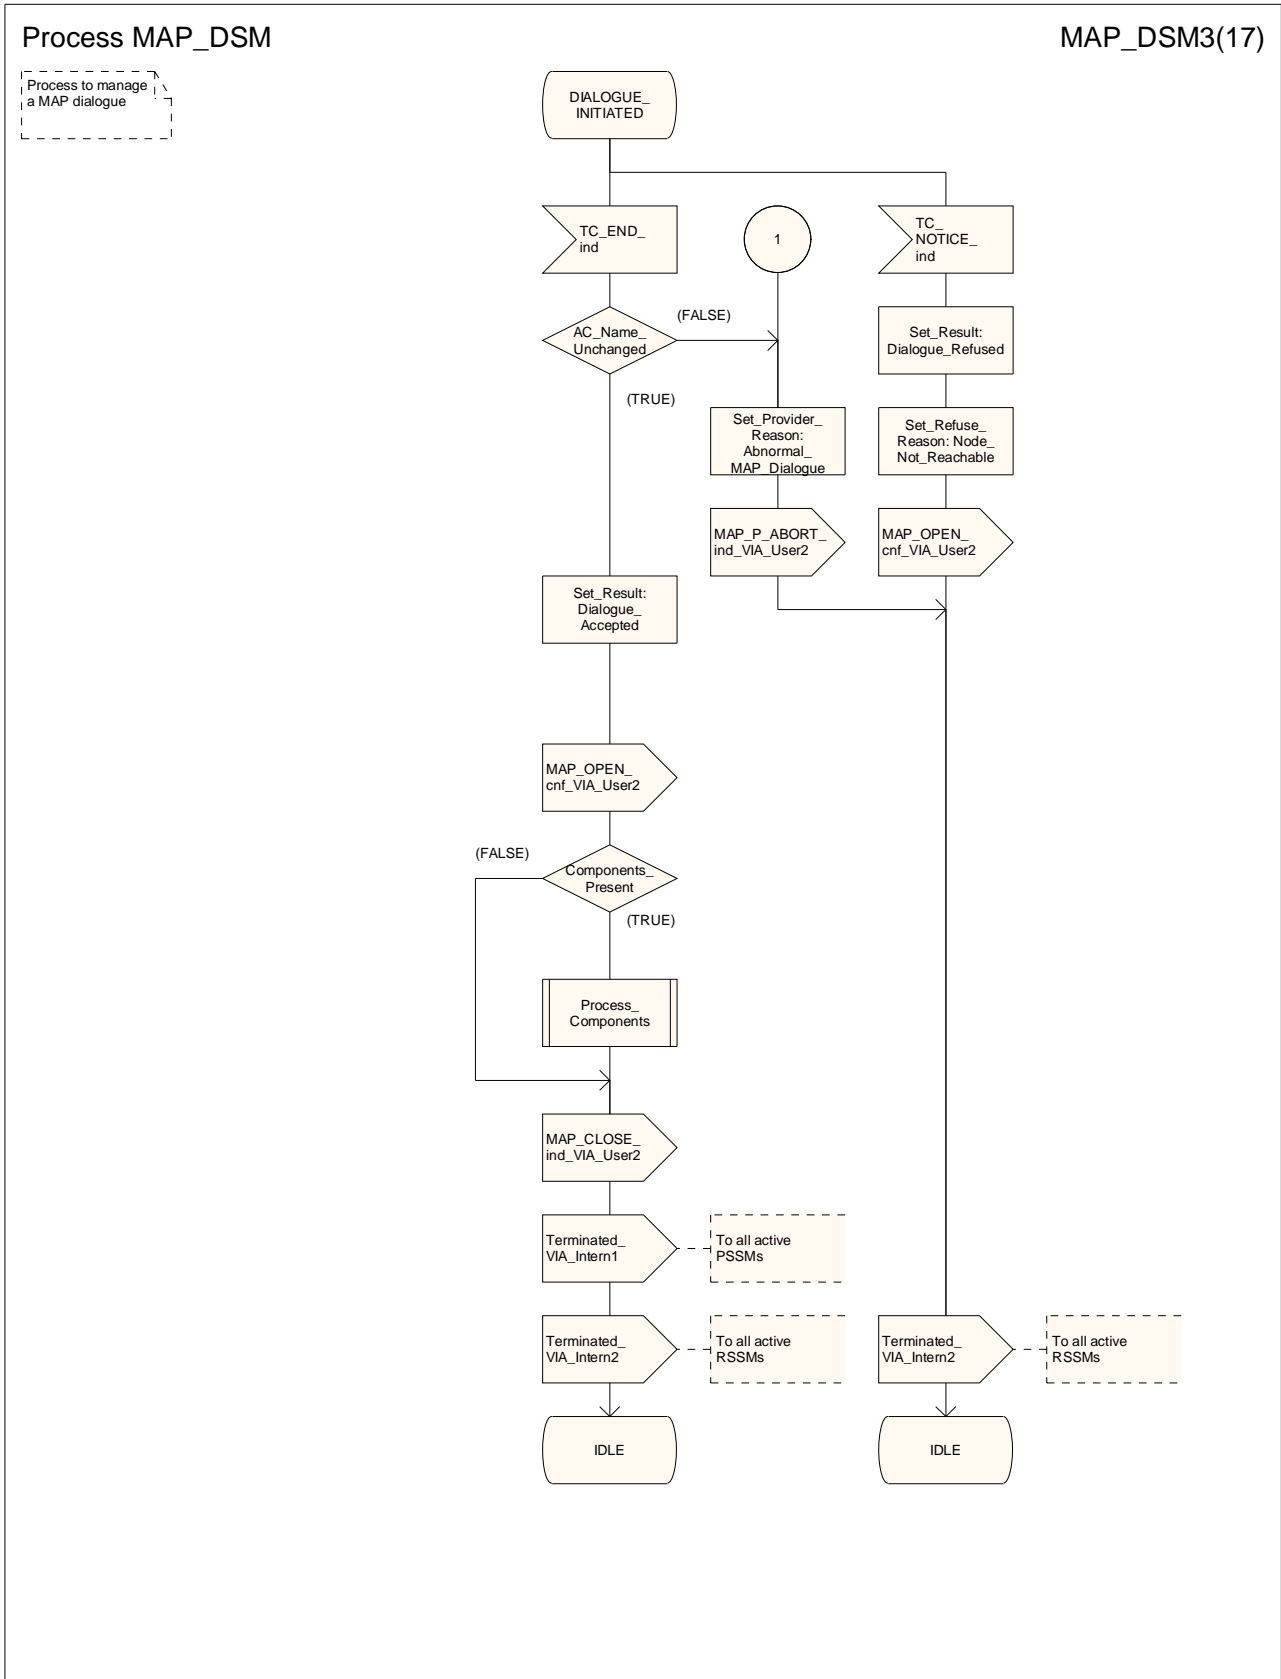 Process MAP_DSM
MAP_DSM3(17)
Process to manage
a MAP dialogue
DIALOGUE_
INITIATED
TC_END_
ind
1
TC_
NOTICE_
ind
AC_Name_
Unchanged
(FALSE)
(TRUE)
Set_Result:
Dialogue_Refused
Set_Provider_
Reason:
Abnormal_
MAP_Dialogue
Set_Refuse_
Reason: Node_
Not_Reachable
MAP_P_ABORT_
ind_VIA_User2
MAP_OPEN_
cnf_VIA_User2
Set_Result:
Dialogue_
Accepted
MAP_OPEN_
cnf_VIA_User2
(FALSE)
Components_
Present
(TRUE)
Process_
Components
MAP_CLOSE_
ind_VIA_User2
Terminated_
VIA_Intern1
To all active
PSSMs
Terminated_
VIA_Intern2
To all active
RSSMs
Terminated_
VIA_Intern2
To all active
RSSMs
IDLE
IDLE